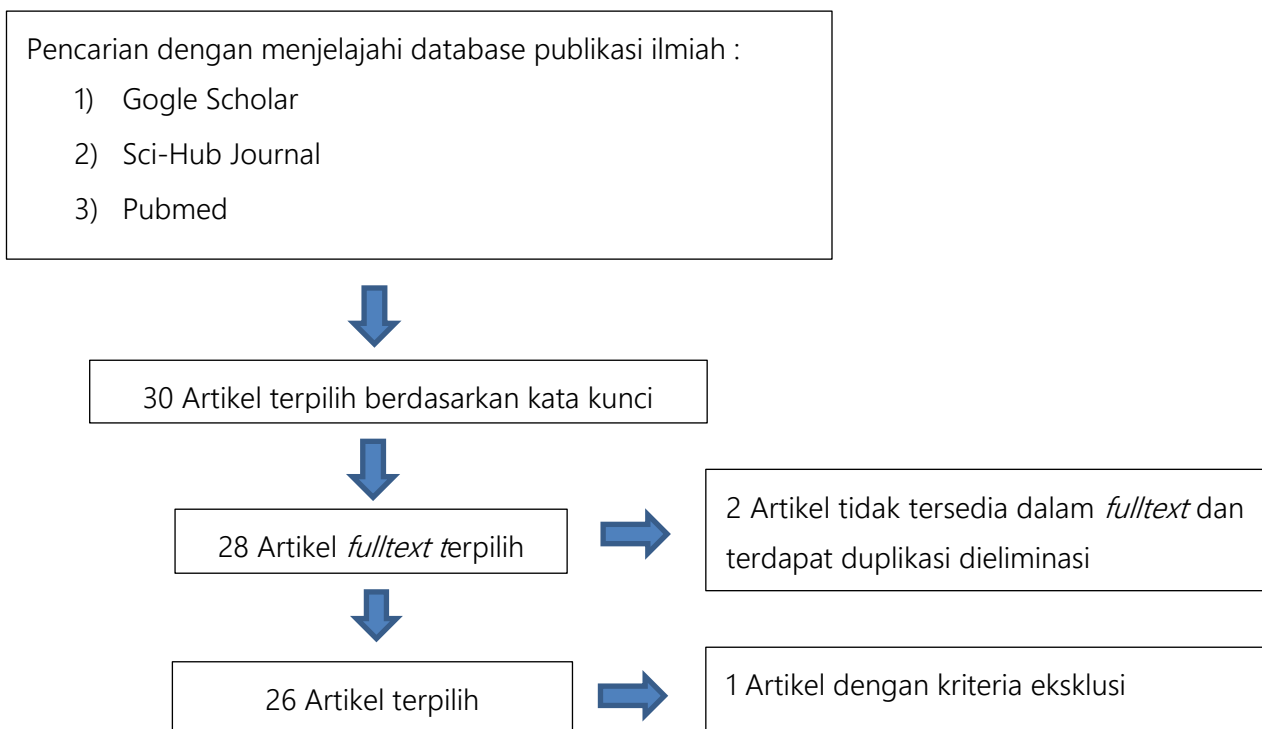 Pencarian dengan menjelajahi database publikasi ilmiah :
1) Gogle Scholar
2) Sci-Hub Journal
3) Pubmed
30 Artikel terpilih berdasarkan kata kunci
28 Artikel fulltext terpilih
2 Artikel tidak tersedia dalam fulltext dan
terdapat duplikasi dieliminasi
26 Artikel terpilih
1 Artikel dengan kriteria eksklusi